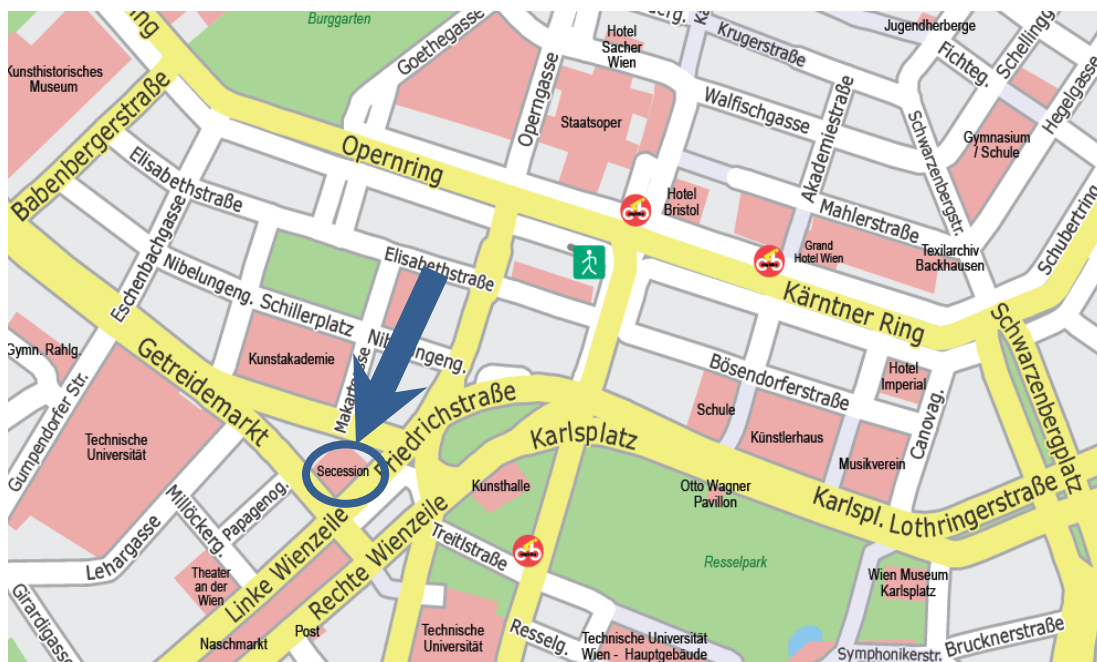 Burggarten
ring
berg.
Kä
Jugendherberge
Hotel
Sacher
Wien
Krugerstraße
Fichteg.
Schellingg
Hegelgasse
Goethegasse
Operngasse
Kunsthistorisches
Museum
Babenbergerstraße
Staatsoper
Walfischgasse
Akademiestraße
Schwarzenbergstr.
Gymnasium
/ Schule
Opernring
Elisabethstraße
Eschenbachgasse
Hotel
Bristol
Mahlerstraße
Grand
Hotel Wien
Texilarchiv
Backhausen
Schubertring
Elisabethstraße
Nibelungeng.
Schillerplatz
Nibelungeng.
Kärntner Ring
Schwarzenbergplatz
Getreidemarkt
Gymn. Rahlg.
Gumpendorfer Str.
Kunstakademie
Makartgasse
Friedrichstraße
Bösendorferstraße
Hotel
Imperial
Canovag.
Schule
Künstlerhaus
Musikverein
Karlsplatz
Technische
Universität
Secession
Kunsthalle
Otto Wagner
Pavillon
Karlspl.
Lothringerstraße
Papagenog.
Millöckerg.
Lehargasse
Linke Wienzeile
Rechte Wienzeile
Treitlstraße
Resselpark
Theater
an der
Wien
Girardigasse
Naschmarkt
Post
Technische
Universität
Resselg.
Technische Universität
Wien - Hauptgebäude
Wien Museum
Karlsplatz
Symphonikerstr.
Brucknerstraße